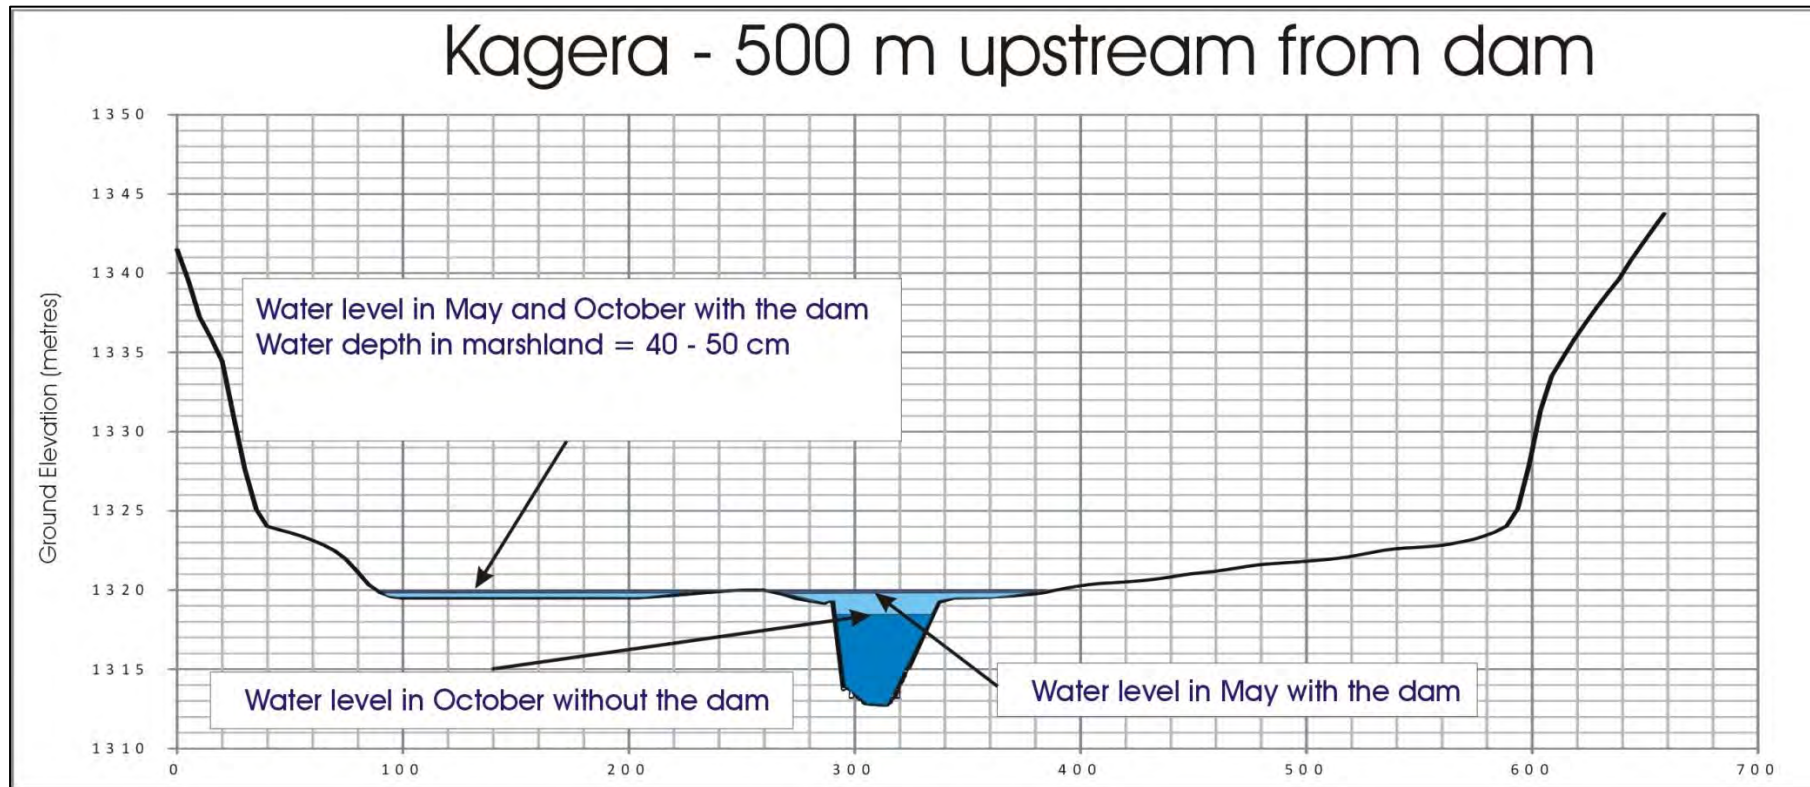 Kagera - 500 m upstream from dam
Ground Elevation (metres)
1350
1345
1340
1335
1330
1325
1320
1315
1310
Water level in May and October with the dam
Water depth in marshland = 40 - 50 cm
Water level in October without the dam
Water level in May with the dam
0 100 200 300 400 500 600 700